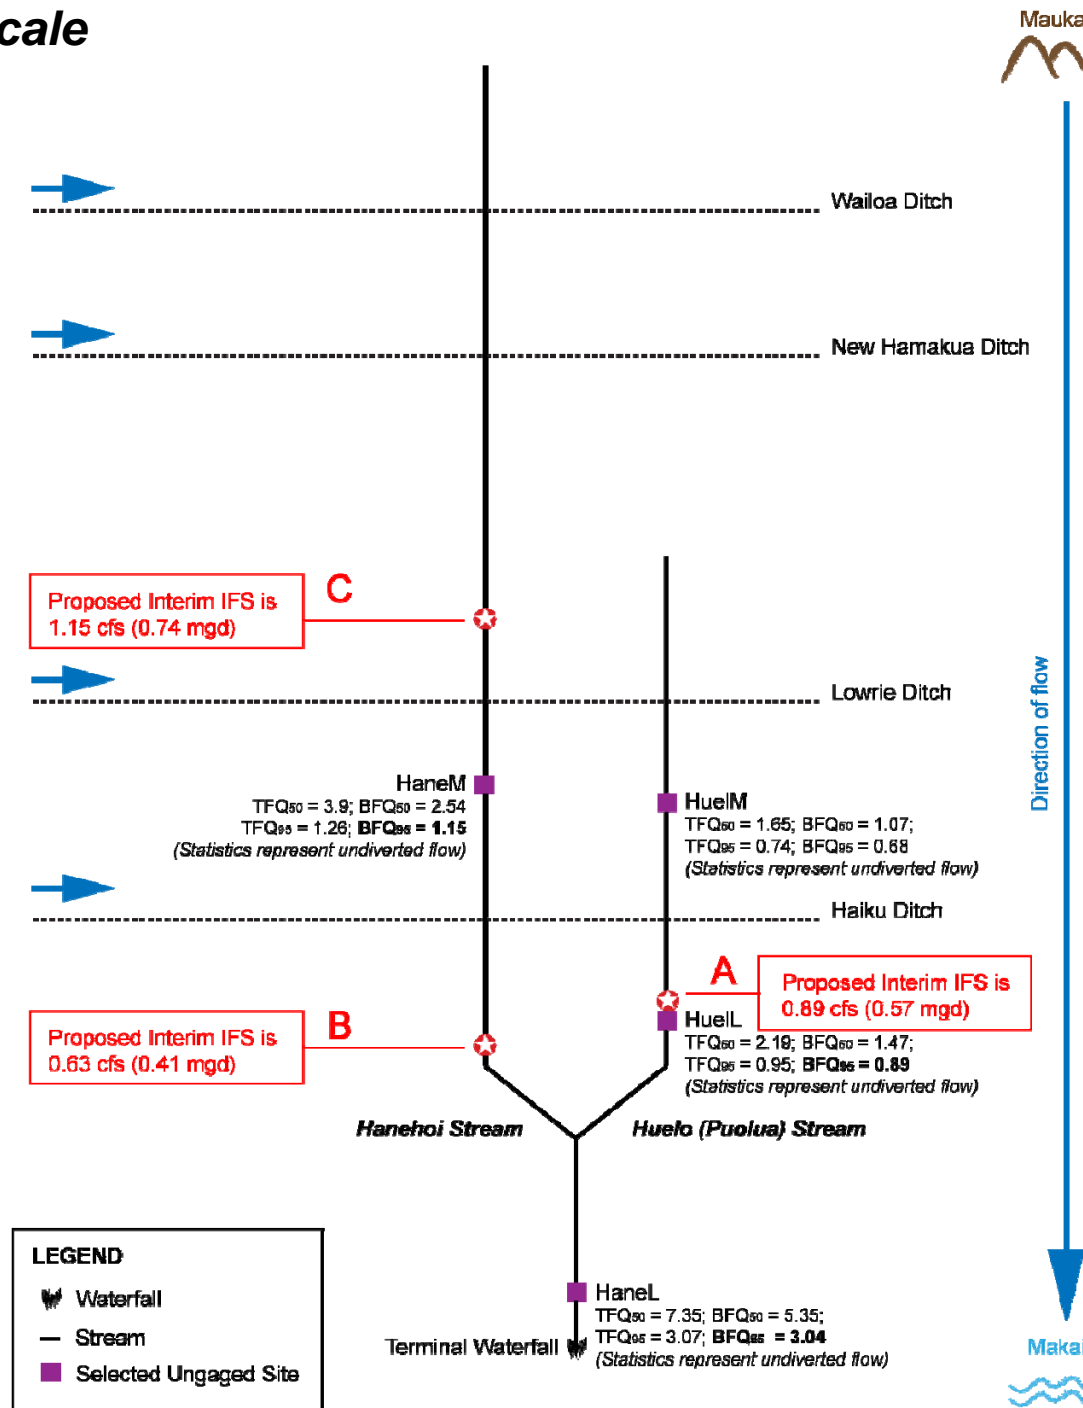 cale
Mauka
Wailoa Ditch
New Hamakua Ditch
C
Proposed Interim IFS is
1.15 cfs (0.74 mgd)
Lowrie Ditch
Direction of flow
HaneM
TFQ50 = 3.9; BFQ50 = 2.54
TFQ95 = 1.26; BFQ95 = 1.15
(Statistics represent undiverted flow)
HuelM
TFQ50 = 1.65; BFQ50 = 1.07;
TFQ95 = 0.74; BFQ95 = 0.68
(Statistics represent undiverted flow)
Haiku Ditch
A
Proposed Interim IFS is
0.89 cfs (0.57 mgd)
B
Proposed Interim IFS is
0.63 cfs (0.41 mgd)
HuelL
TFQ50 = 2.19; BFQ50 = 1.47;
TFQ95 = 0.95; BFQ95 = 0.89
(Statistics represent undiverted flow)
Hanehoi Stream
Huelo (Puolua) Stream
LEGEND
Waterfall
Stream
Selected Ungaged Site
HaneL
TFQ50 = 7.35; BFQ50 = 5.35;
TFQ95 = 3.07; BFQ95 = 3.04
(Statistics represent undiverted flow)
Terminal Waterfall
Makai